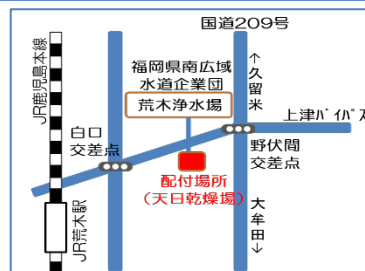 国道209号
JR鹿児島本線
福岡県南広域
水道企業団
荒木浄水場
↑久留米
上津バイパス
白口
交差点
野伏間
交差点
配付場所
(天日乾燥場)
大牟田↓
JR荒木駅